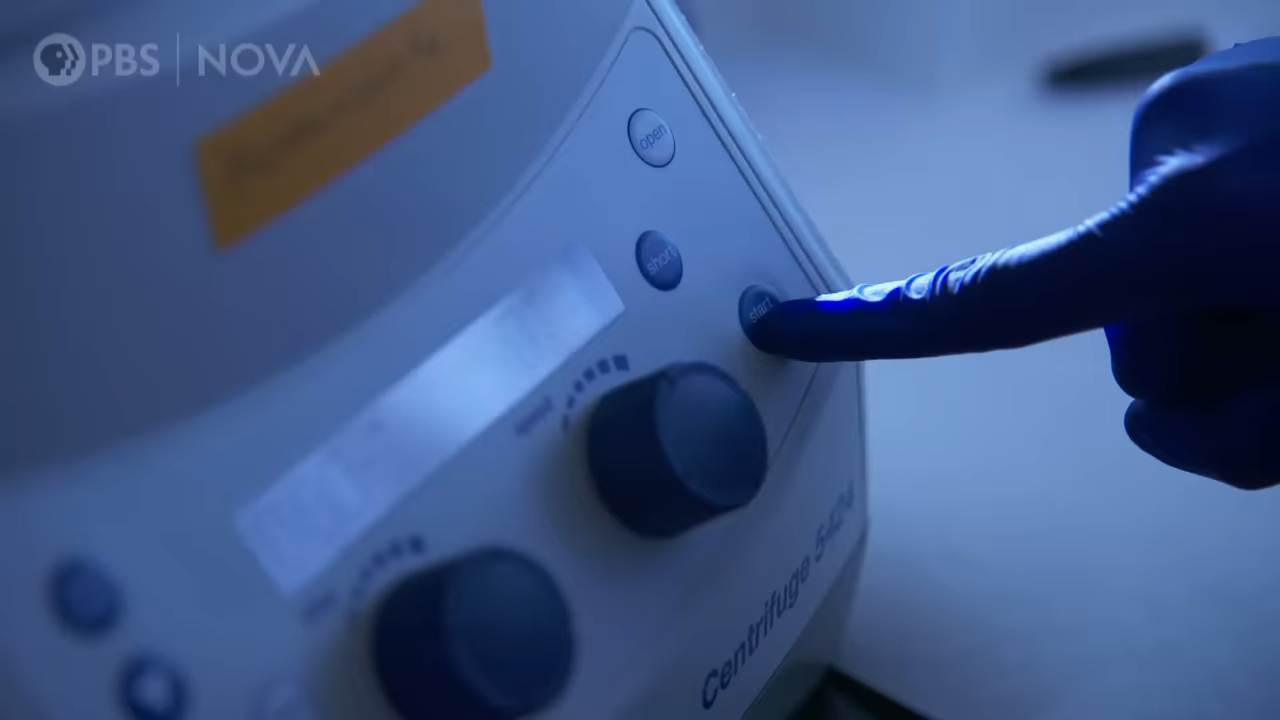 PBS | NOVA
open
short
start
speed
Centrifuge 5424